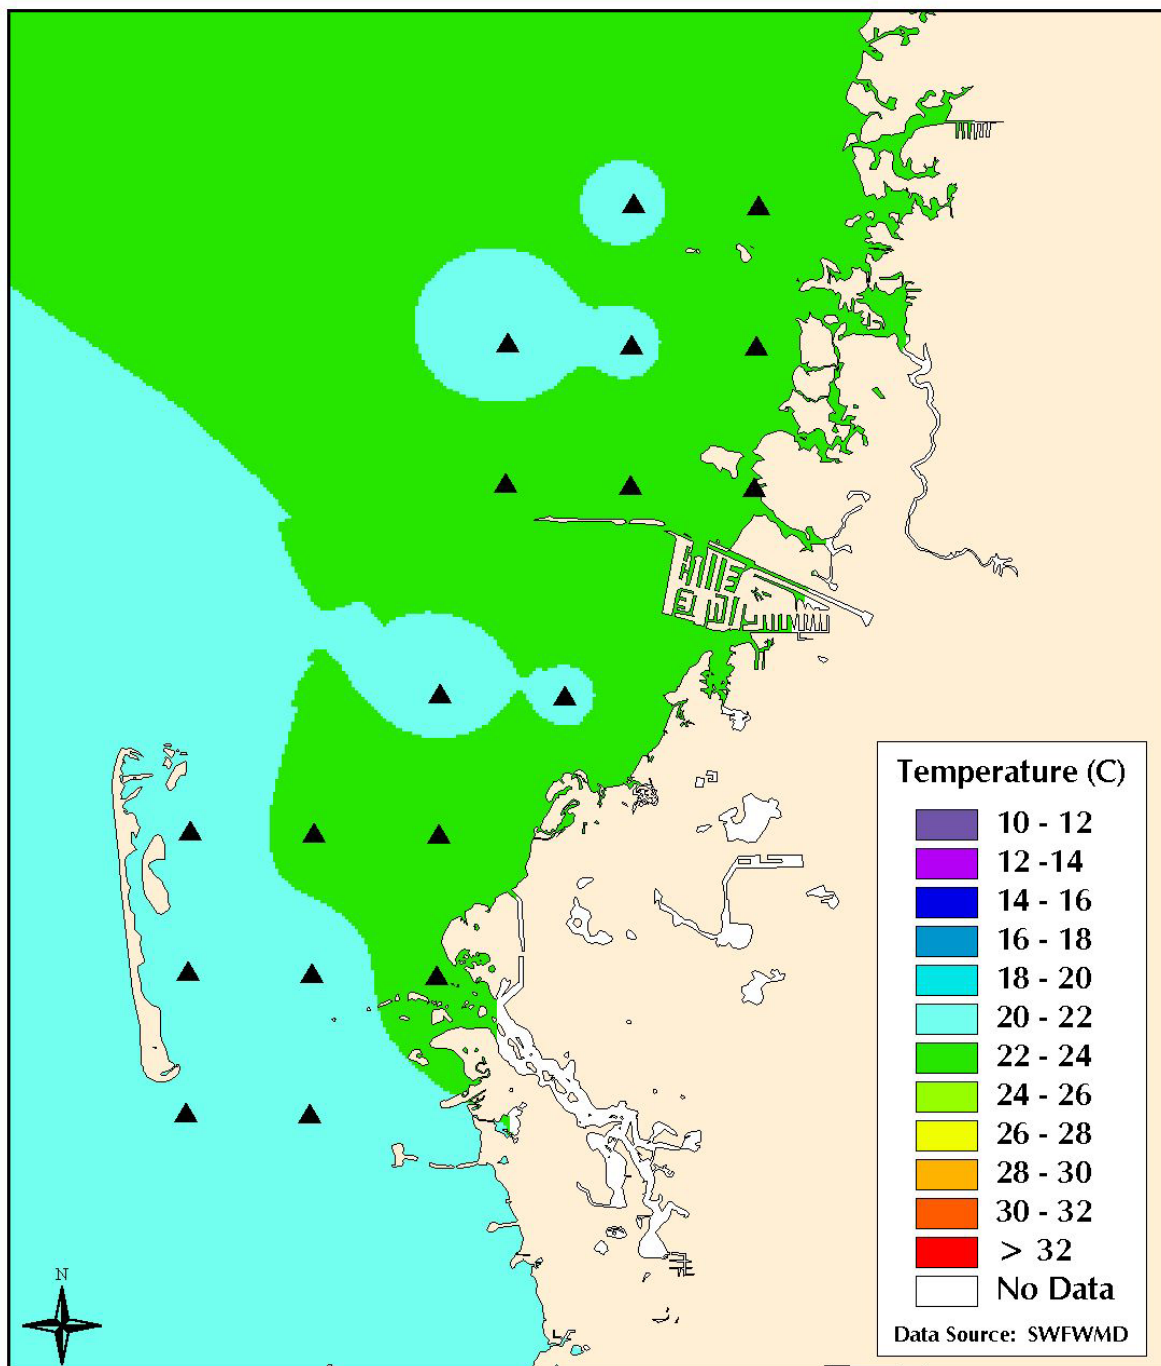 Temperature (C)
10 - 12
12 -14
14 - 16
16 - 18
18 - 20
20 - 22
22 - 24
24 - 26
26 - 28
28 - 30
30 - 32
> 32
No Data
Data Source: SWFWMD
N